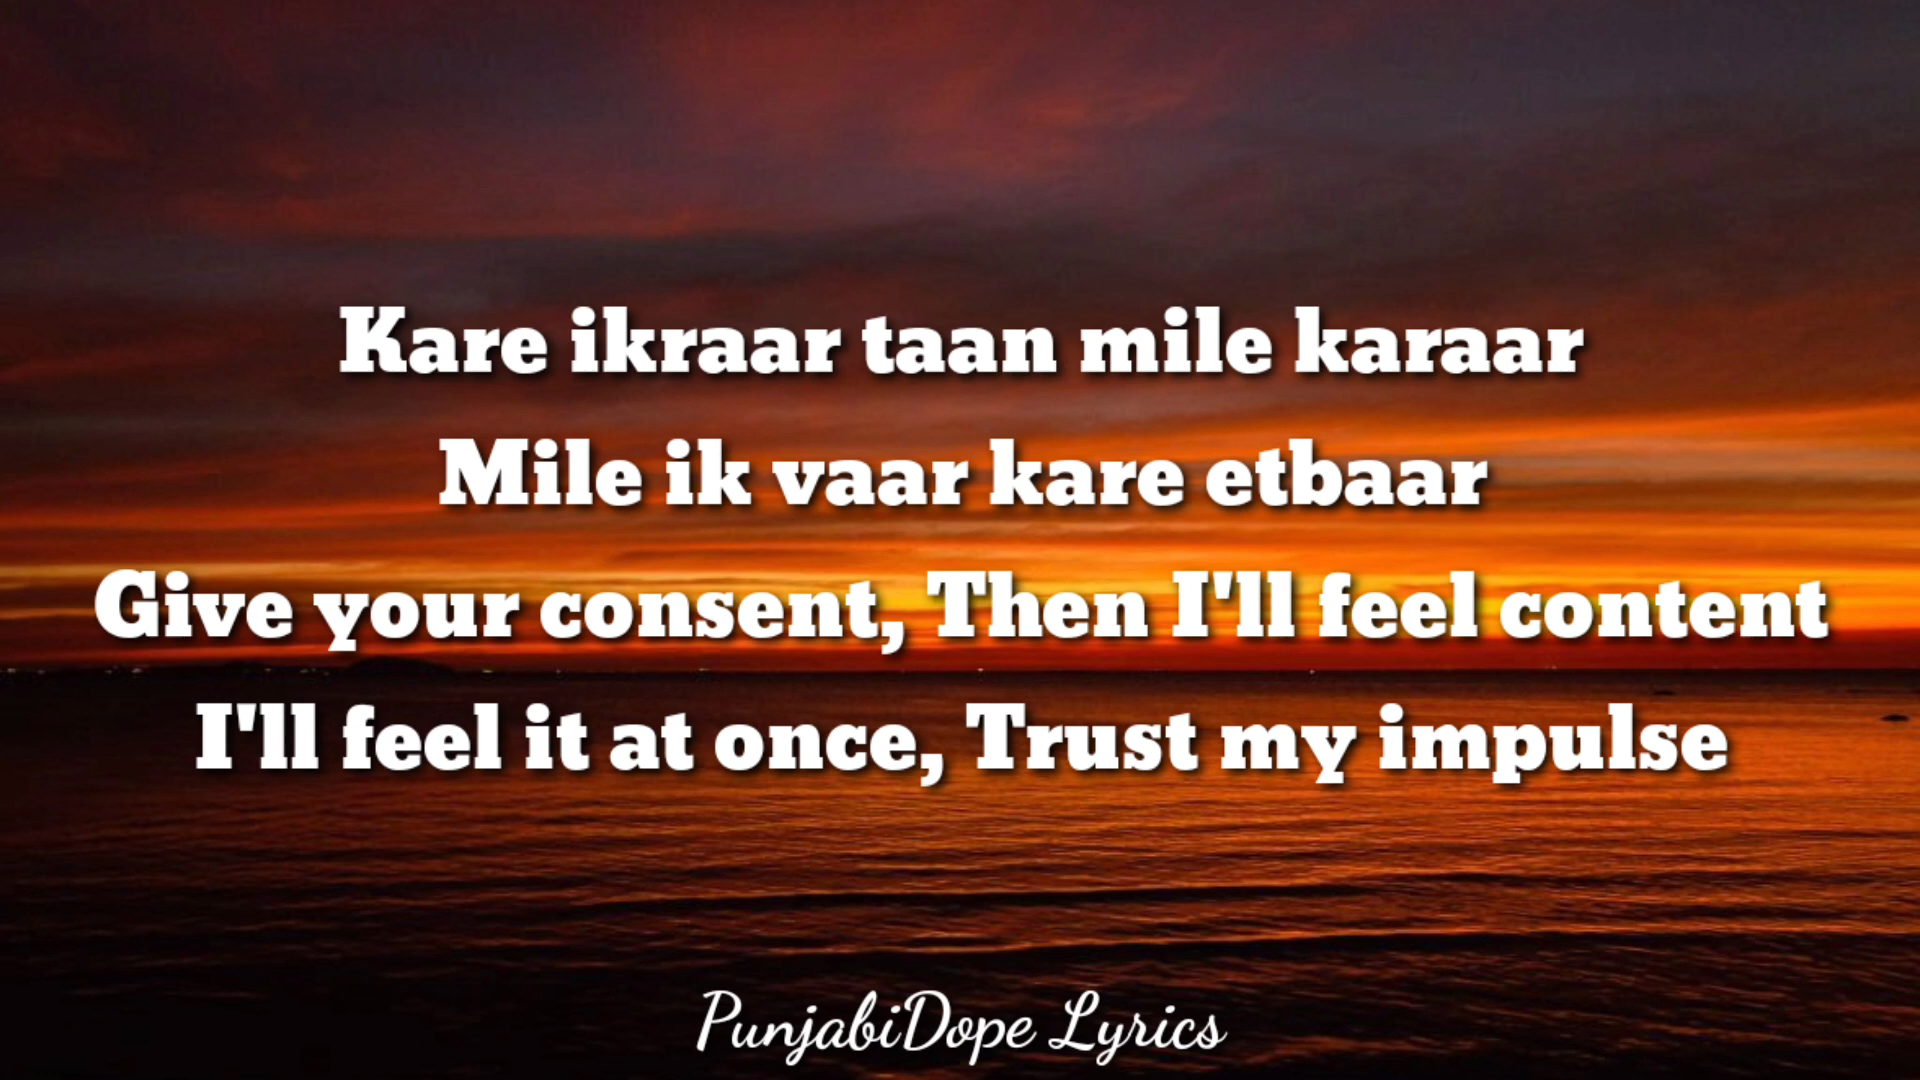 Kare ikraar taan mile karaar
Mile ik vaar kare etbaar
Give your consent, Then I'll feel content
I'll feel it at once, Trust my impulse
PunjabiDope Lyrics